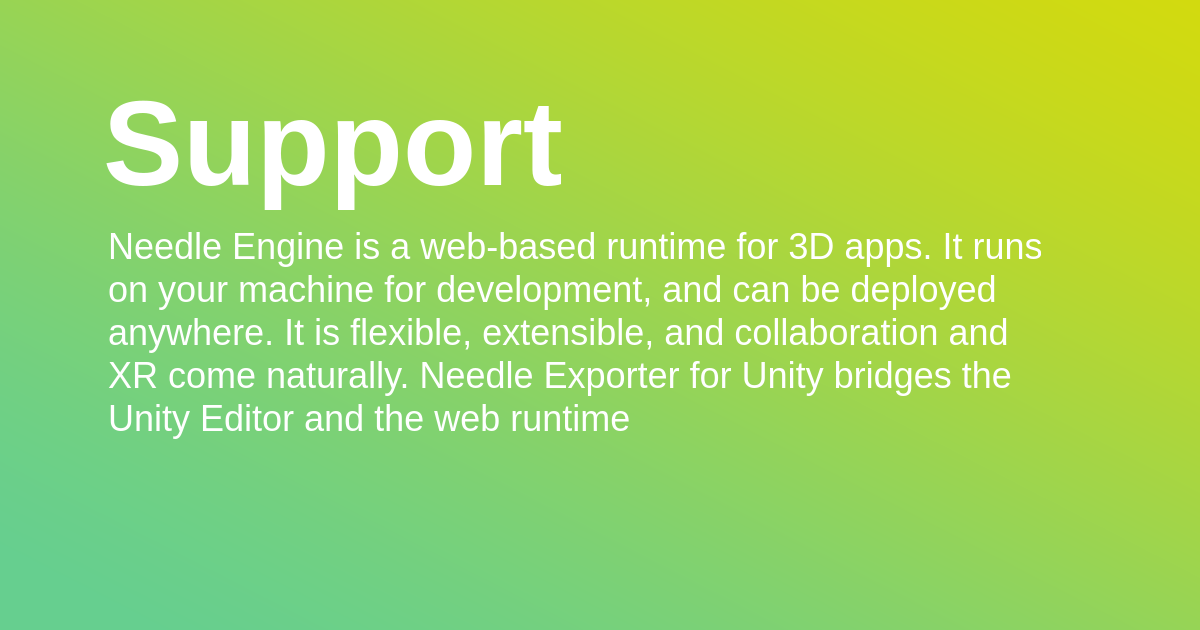 Support
Needle Engine is a web-based runtime for 3D apps. It runs
on your machine for development, and can be deployed
anywhere. It is flexible, extensible, and collaboration and
XR come naturally. Needle Exporter for Unity bridges the
Unity Editor and the web runtime